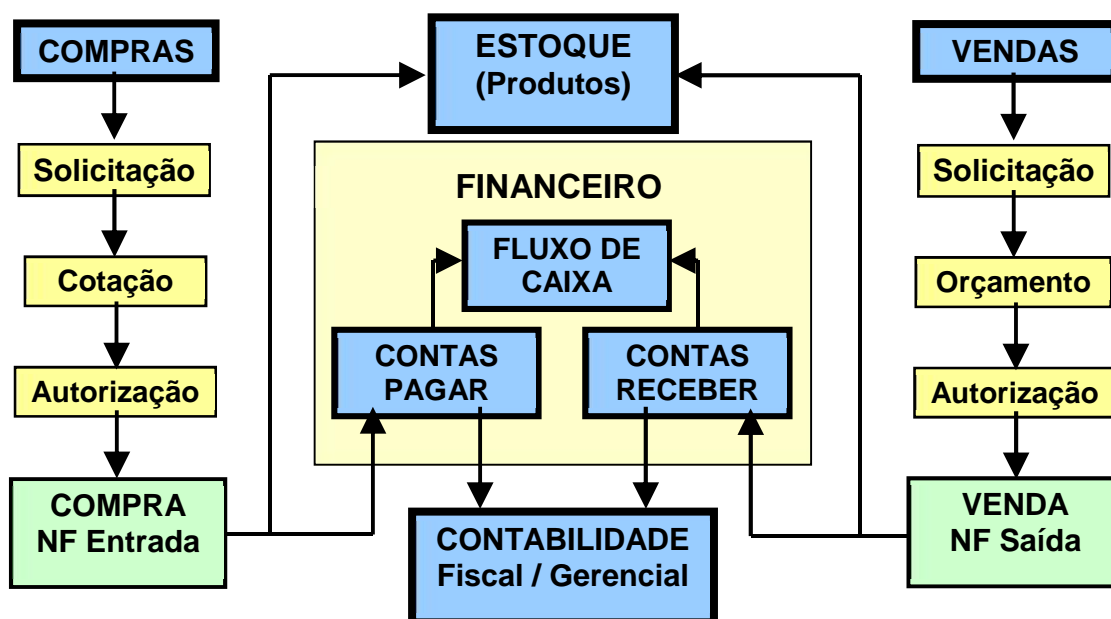 COMPRAS
Solicitação
Cotação
Autorização
COMPRA
NF Entrada
ESTOQUE
(Produtos)
FINANCEIRO
FLUXO DE
CAIXA
CONTAS
PAGAR
CONTAS
RECEBER
CONTABILIDADE
Fiscal / Gerencial
VENDAS
Solicitação
Orçamento
Autorização
VENDA
NF Saída